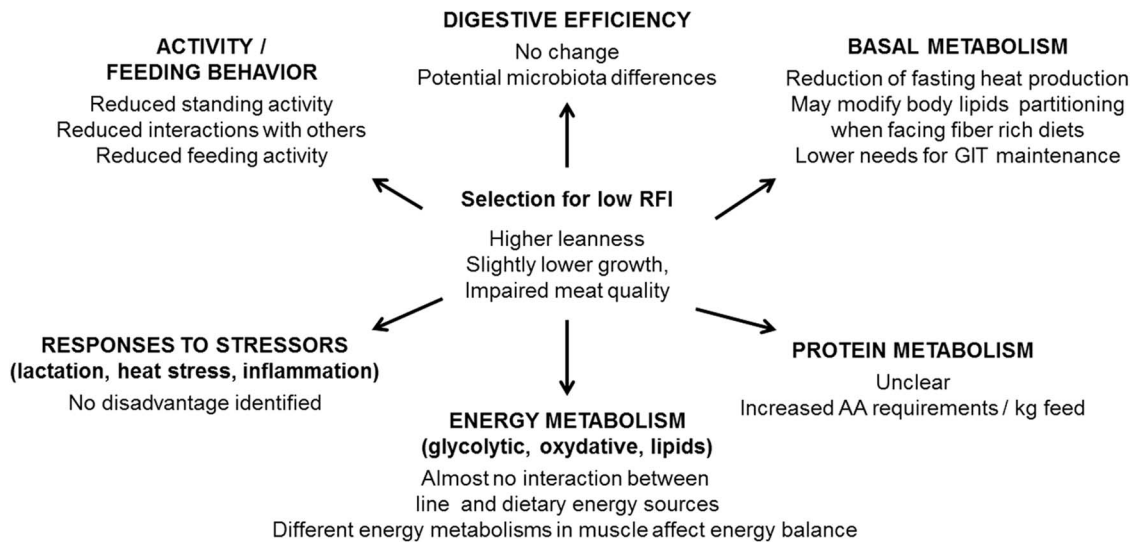 DIGESTIVE EFFICIENCY
No change
Potential microbiota differences
ACTIVITY /
FEEDING BEHAVIOR
Reduced standing activity
Reduced interactions with others
Reduced feeding activity
BASAL METABOLISM
Reduction of fasting heat production
May modify body lipids partitioning
when facing fiber rich diets
Lower needs for GIT maintenance
Selection for low RFI
Higher leanness
Slightly lower growth,
Impaired meat quality
RESPONSES TO STRESSORS
(lactation, heat stress, inflammation)
No disadvantage identified
PROTEIN METABOLISM
Unclear
Increased AA requirements / kg feed
ENERGY METABOLISM
(glycolytic, oxydative, lipids)
Almost no interaction between
line and dietary energy sources
Different energy metabolisms in muscle affect energy balance